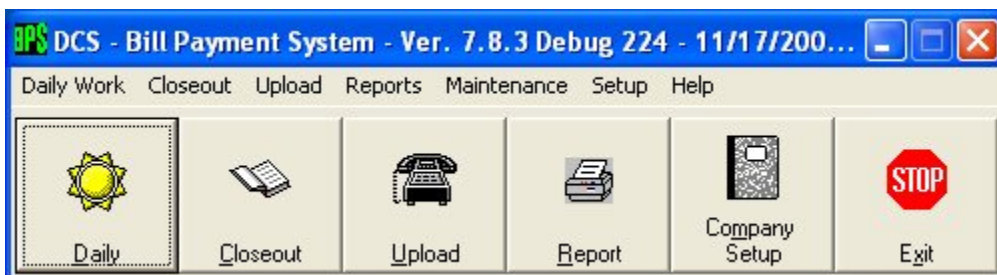 BPS DCS - Bill Payment System - Ver. 7.8.3 Debug 224 - 11/17/200...
Daily Work Closeout Upload Reports Maintenance Setup Help
STOP
Daily Closeout Upload Report Company Setup Exit